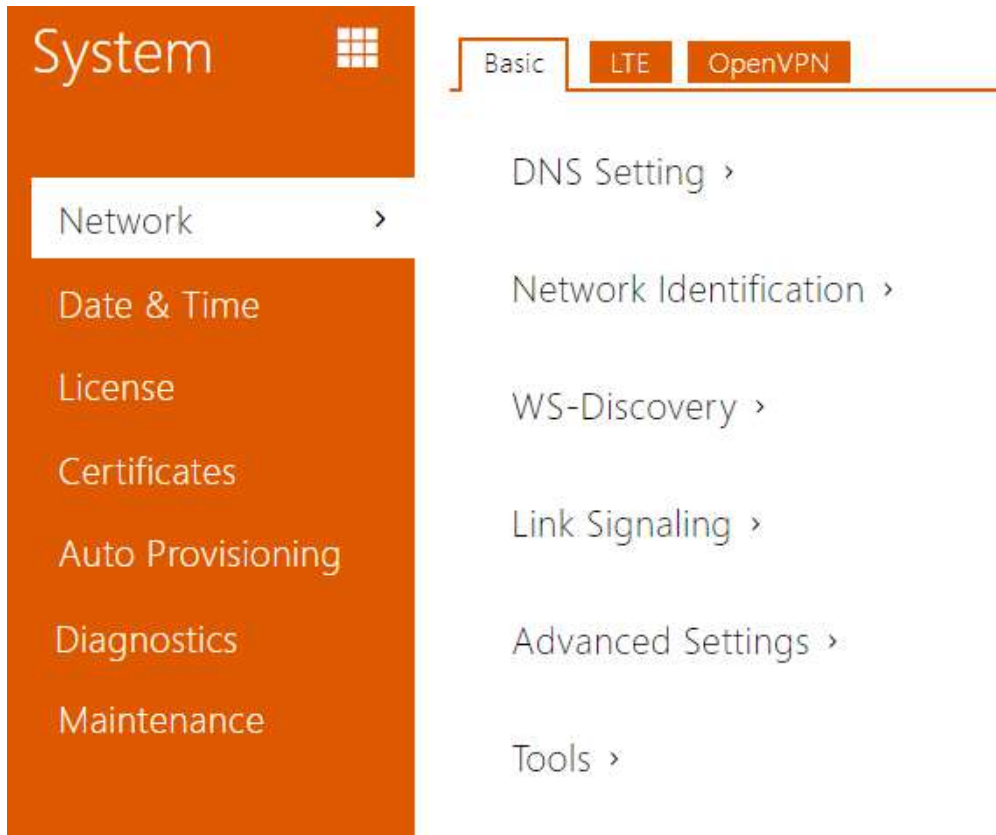 System
Network
Date & Time
License
Certificates
Auto Provisioning
Diagnostics
Maintenance
Basic
LTE
OpenVPN
DNS Setting
Network Identification
WS-Discovery
Link Signaling
Advanced Settings
Tools